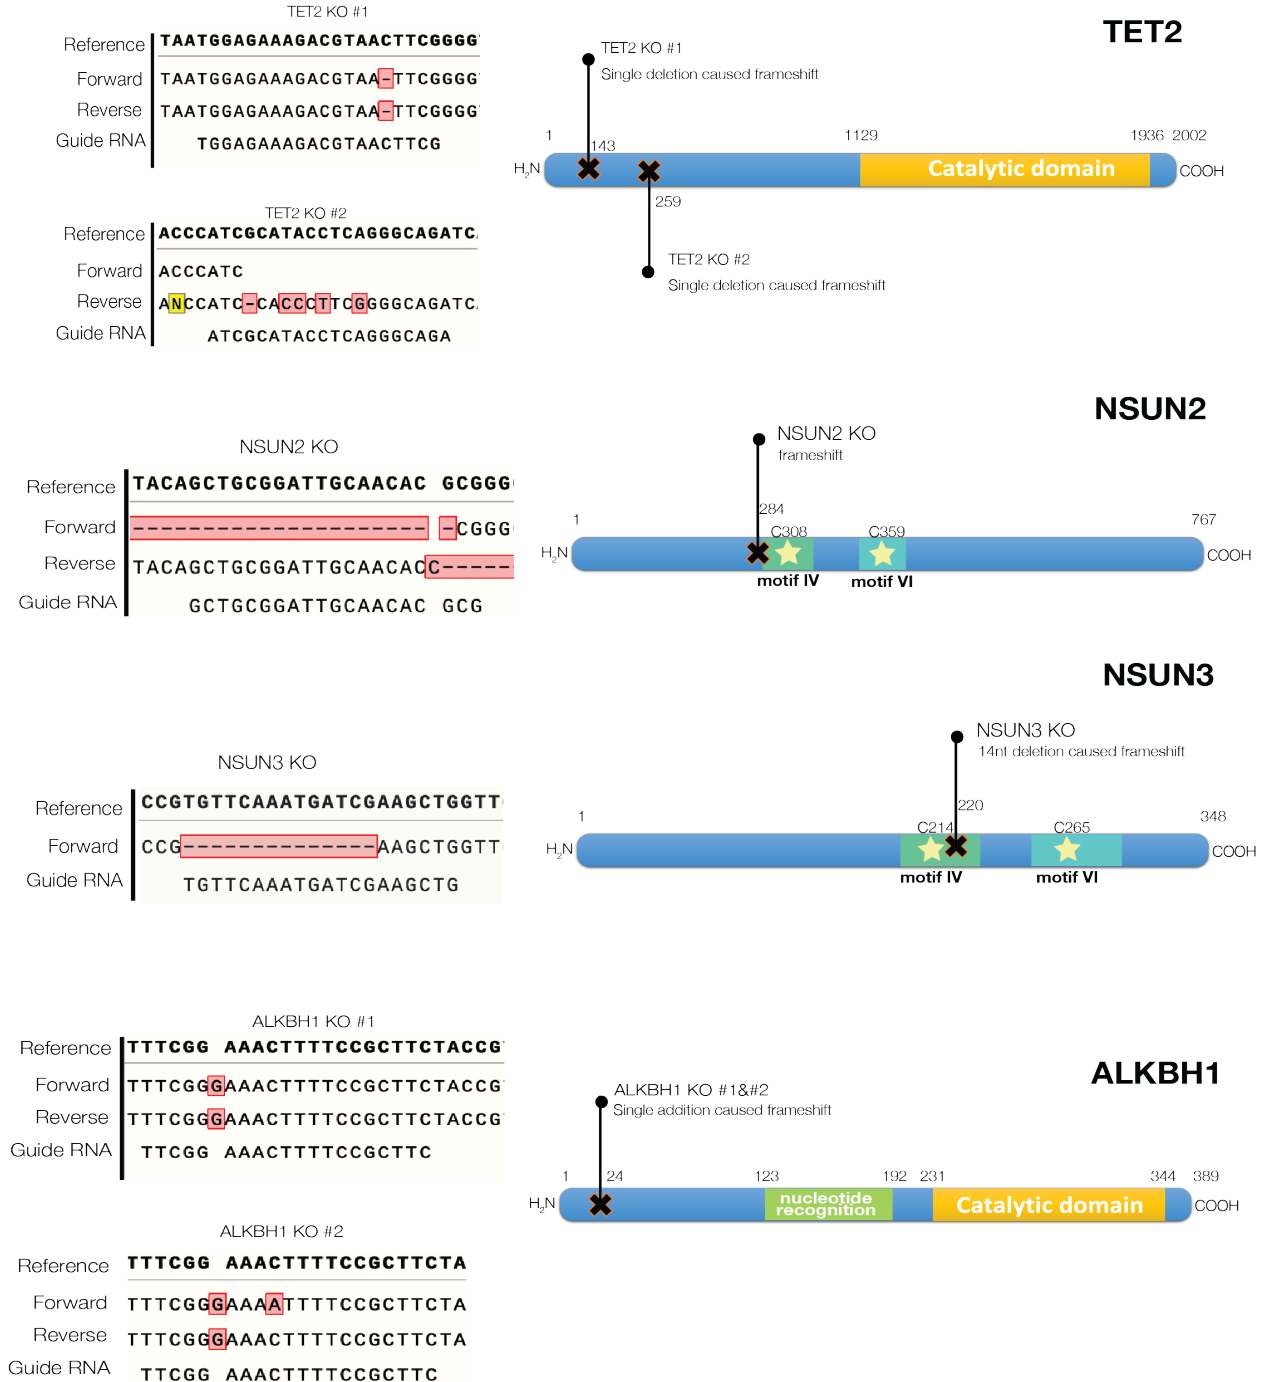 TET2 KO #1
Reference TAATGGAGAAAGACGTAACTTCGGGG
Forward TAATGGAGAAAGACGTAA-TTCGGGG
Reverse TAATGGAGAAAGACGTAA-TTCGGGG
Guide RNA TGGAGAAAGACGTAACTTCG
TET2 KO #2
Reference ACCCATCGCATACCTCAGGGCAGATC
Forward ACCCATC
Reverse ANCCATC-CACCCTTCGGGGCAGATC
Guide RNA ATCGCATACCTCAGGGCAGA
TET2
TET2 KO #1
Single deletion caused frameshift
1 143 1129 1936 2002
H2N Catalytic domain COOH
259
TET2 KO #2
Single deletion caused frameshift
NSUN2 KO
Reference TACAGCTGCGGATTGCAACAC GCGGG
Forward --------------------- -CGGG
Reverse TACAGCTGCGGATTGCAACACC-----
Guide RNA GCTGCGGATTGCAACAC GCG
NSUN2
NSUN2 KO
frameshift
1 284 767
C308 C359
H2N COOH
motif IV motif VI
NSUN3 KO
Reference CCGTGTTCAAATGATCGAAGCTGGTT
Forward CCG--------------AAGCTGGTT
Guide RNA TGTTCAAATGATCGAAGCTG
NSUN3
NSUN3 KO
14nt deletion caused frameshift
1 220 348
C214 C265
H2N COOH
motif IV motif VI
ALKBH1 KO #1
Reference TTTCGG AAACTTTTCCGCTTCTACCG
Forward TTTCGGGAAACTTTTCCGCTTCTACCG
Reverse TTTCGGGAAACTTTTCCGCTTCTACCG
Guide RNA TTCGG AAACTTTTCCGCTTC
ALKBH1 KO #2
Reference TTTCGG AAACTTTTCCGCTTCTA
Forward TTTCGGGAAAATTTTCCGCTTCTA
Reverse TTTCGGGAAACTTTTCCGCTTCTA
Guide RNA TTCGG AAACTTTTCCGCTTC
ALKBH1
ALKBH1 KO #1&#2
Single addition caused frameshift
1 24 123 192 231 344 389
H2N nucleotide recognition Catalytic domain COOH